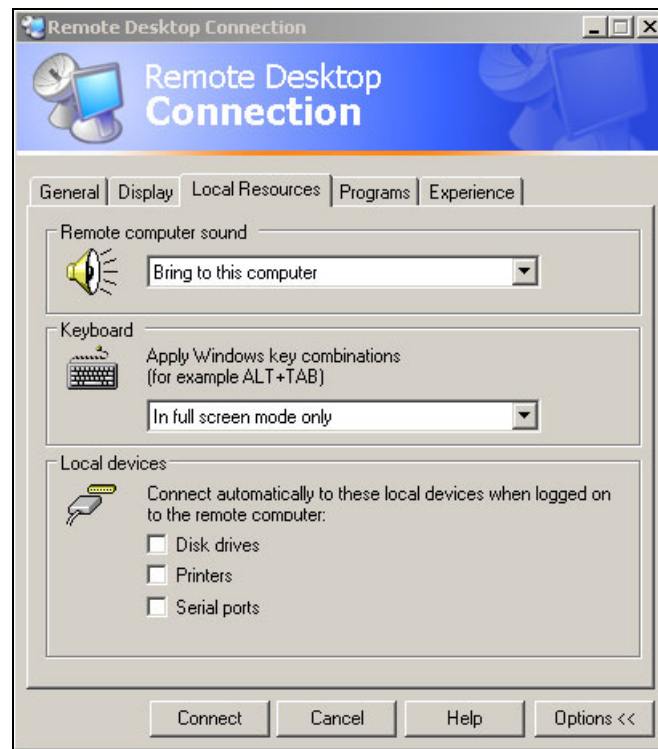 Remote Desktop Connection
Remote Desktop
Connection
General Display Local Resources Programs Experience
Remote computer sound
Bring to this computer
Keyboard
Apply Windows key combinations
(for example ALT+TAB)
In full screen mode only
Local devices
Connect automatically to these local devices when logged on
to the remote computer:
Disk drives
Printers
Serial ports
Connect Cancel Help Options <<